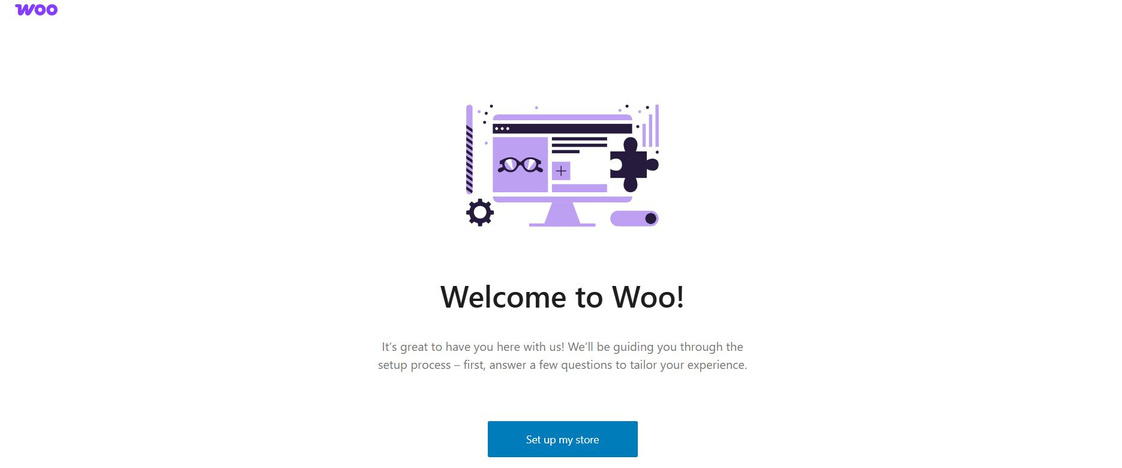 woo
Welcome to Woo!
It's great to have you here with us! We'll be guiding you through the
setup process – first, answer a few questions to tailor your experience.
Set up my store